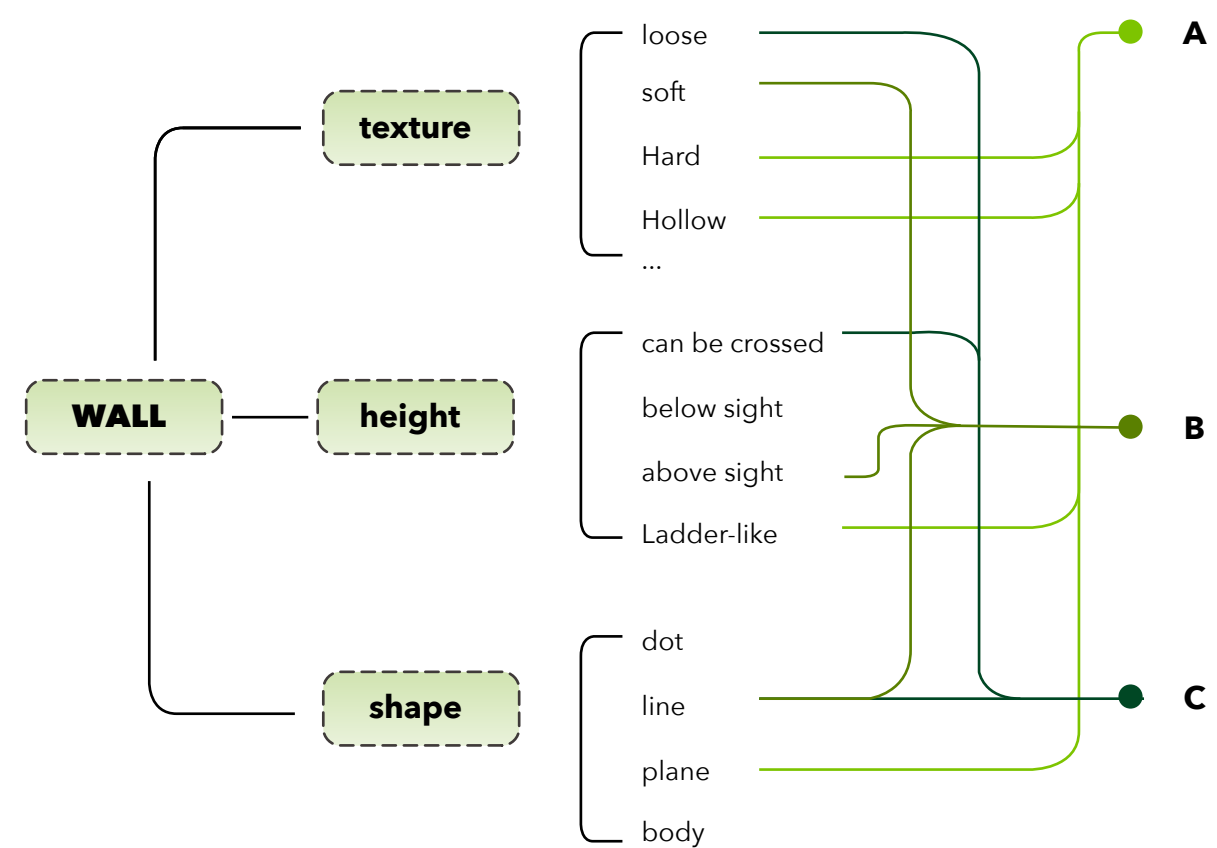 WALL
texture
loose
soft
Hard
Hollow
...
height
can be crossed
below sight
above sight
Ladder-like
shape
dot
line
plane
body
A
B
C